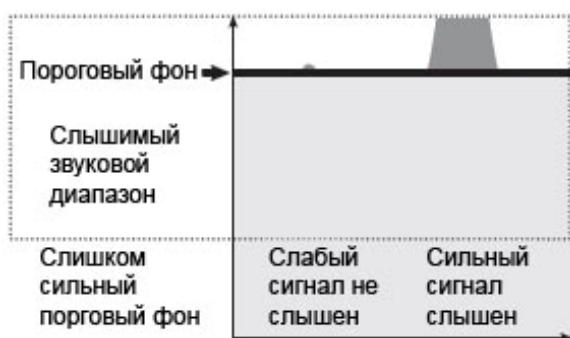 Пороговый фон
Слышимый
звуковой
диапазон
Слишком
сильный
порговый фон
Слабый
сигнал не
слышен
Сильный
сигнал
слышен